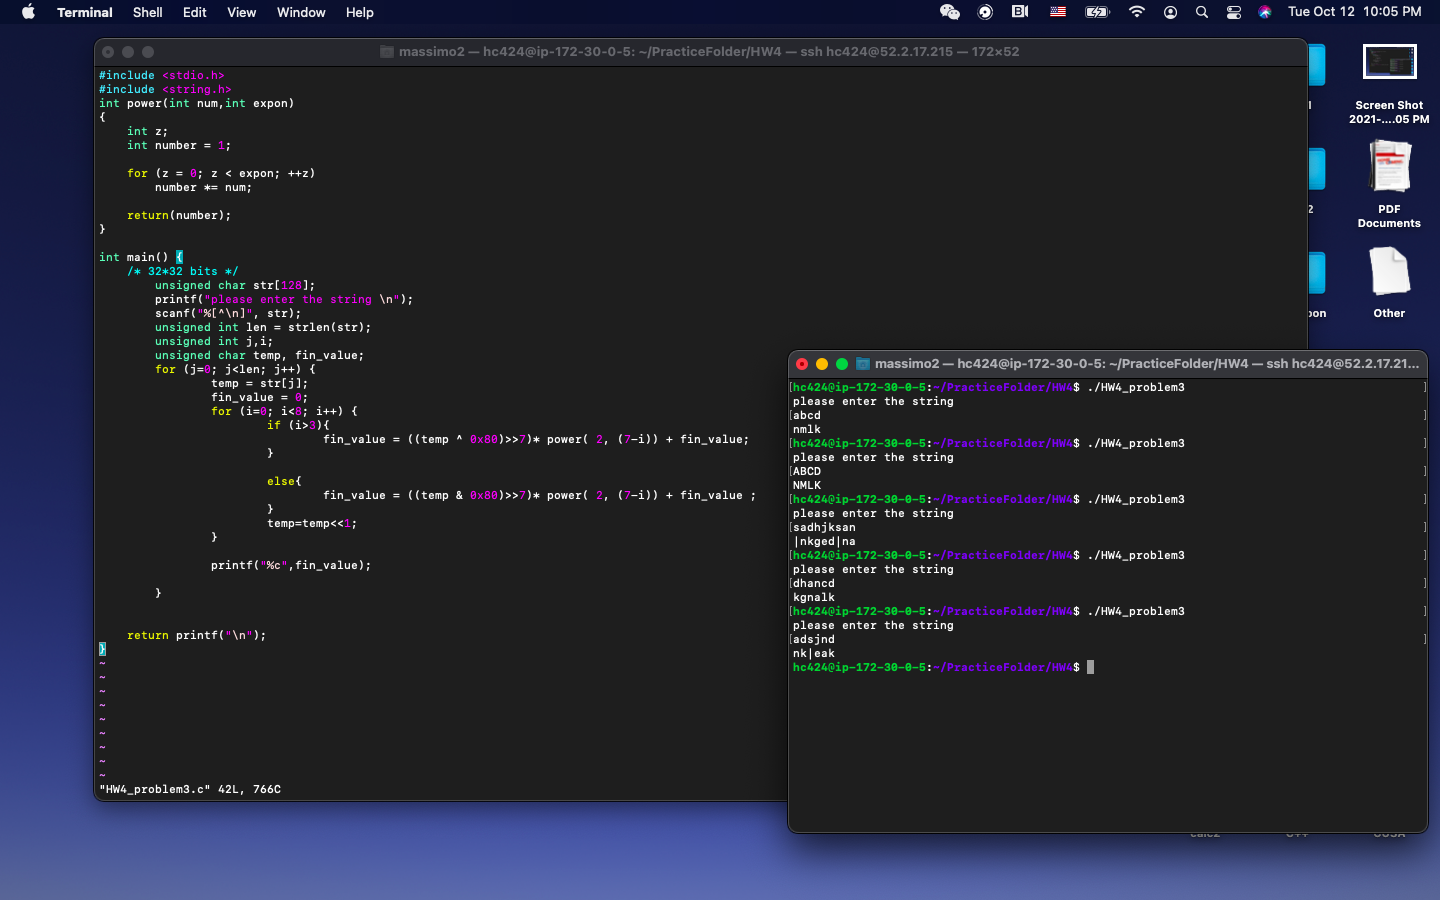 Terminal Shell Edit View Window Help Tue Oct 12 10:05 PM
massimo2 — hc424@ip-172-30-0-5: ~/PracticeFolder/HW4 — ssh hc424@52.2.17.215 — 172×52
#include <stdio.h>
#include <string.h>
int power(int num,int expon)
{
int z;
int number = 1;
for (z = 0; z < expon; ++z)
number *= num;
return(number);
}
int main() {
/* 32*32 bits */
unsigned char str[128];
printf("please enter the string \n");
scanf("%[^\n]", str);
unsigned int len = strlen(str);
unsigned int j,i;
unsigned char temp, fin_value;
for (j=0; j<len; j++) {
temp = str[j];
fin_value = 0;
for (i=0; i<8; i++) {
if (i>3){
fin_value = ((temp ^ 0x80)>>7)* power( 2, (7-i)) + fin_value;
}
else{
fin_value = ((temp & 0x80)>>7)* power( 2, (7-i)) + fin_value ;
}
temp=temp<<1;
}
printf("%c",fin_value);
}
return printf("\n");
}
~
~
~
~
~
~
~
~
~
"HW4_problem3.c" 42L, 766C
massimo2 — hc424@ip-172-30-0-5: ~/PracticeFolder/HW4 — ssh hc424@52.2.17.21...
[hc424@ip-172-30-0-5:~/PracticeFolder/HW4$ ./HW4_problem3 ]
please enter the string
[abcd ]
nmlk
[hc424@ip-172-30-0-5:~/PracticeFolder/HW4$ ./HW4_problem3 ]
please enter the string
[ABCD ]
NMLK
[hc424@ip-172-30-0-5:~/PracticeFolder/HW4$ ./HW4_problem3 ]
please enter the string
[sadhjksan ]
|nkged|na
[hc424@ip-172-30-0-5:~/PracticeFolder/HW4$ ./HW4_problem3 ]
please enter the string
[dhancd ]
kgnalk
[hc424@ip-172-30-0-5:~/PracticeFolder/HW4$ ./HW4_problem3 ]
please enter the string
[adsjnd ]
nk|eak
hc424@ip-172-30-0-5:~/PracticeFolder/HW4$
Screen Shot
2021-....05 PM
2
PDF
Documents
on
Other